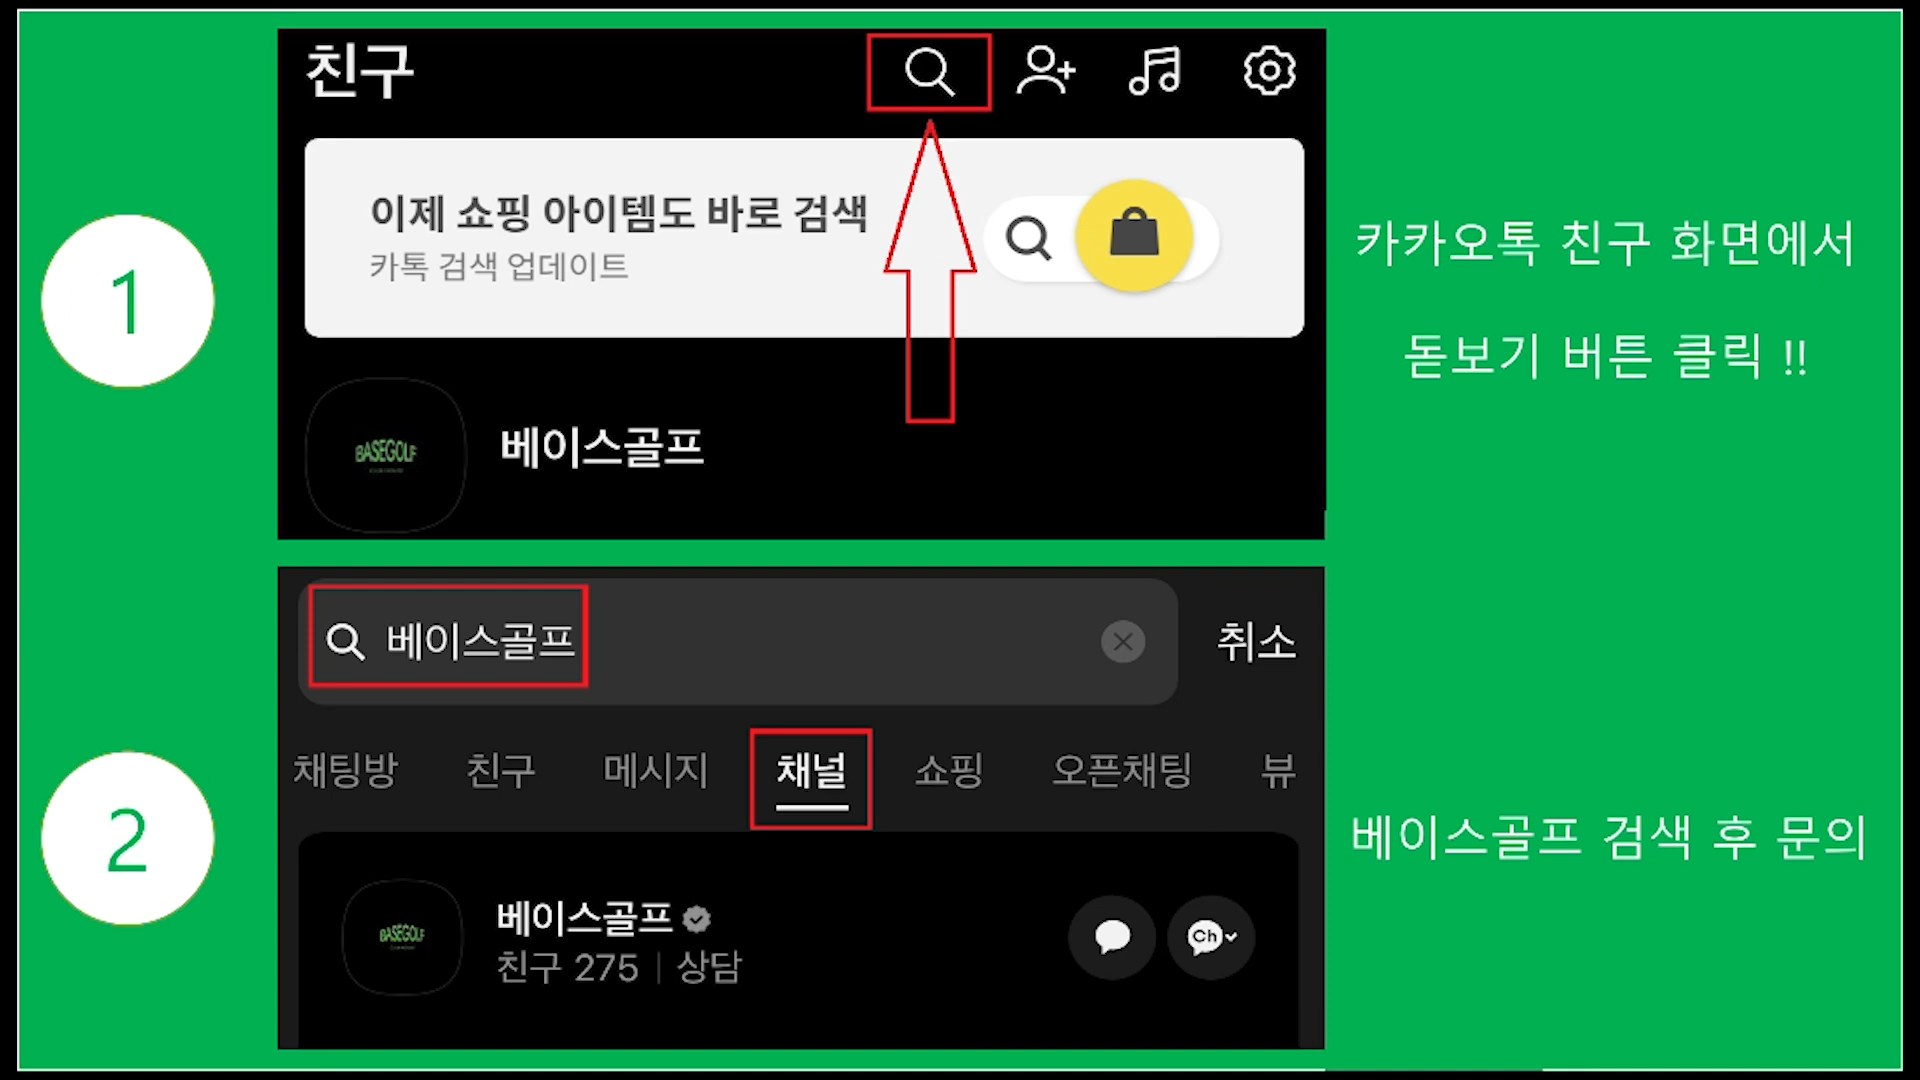 친구
이제 쇼핑 아이템도 바로 검색
카톡 검색 업데이트
1
카카오톡 친구 화면에서
돋보기 버튼 클릭 !!
BASEGOLF
베이스골프
베이스골프
취소
채팅방 친구 메시지 채널 쇼핑 오픈채팅 뷰
2
베이스골프 검색 후 문의
BASEGOLF
베이스골프
친구 275 | 상담
Ch